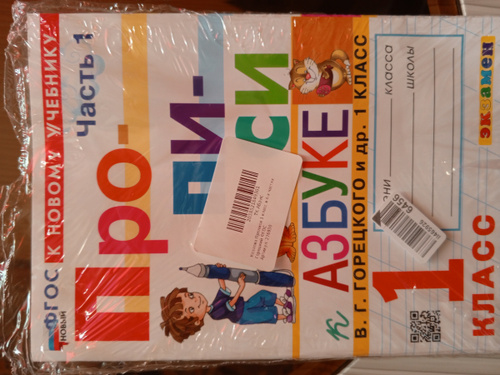 ФГОС К НОВОМУ УЧЕБНИКУ
НОВЫЙ
Часть 1
Про-
пи-
си
к АЗБУКЕ
В. Г. ГОРЕЦКОГО и ДР. 1 КЛАСС
класса
школы
экзамен
6456
1
КЛАСС